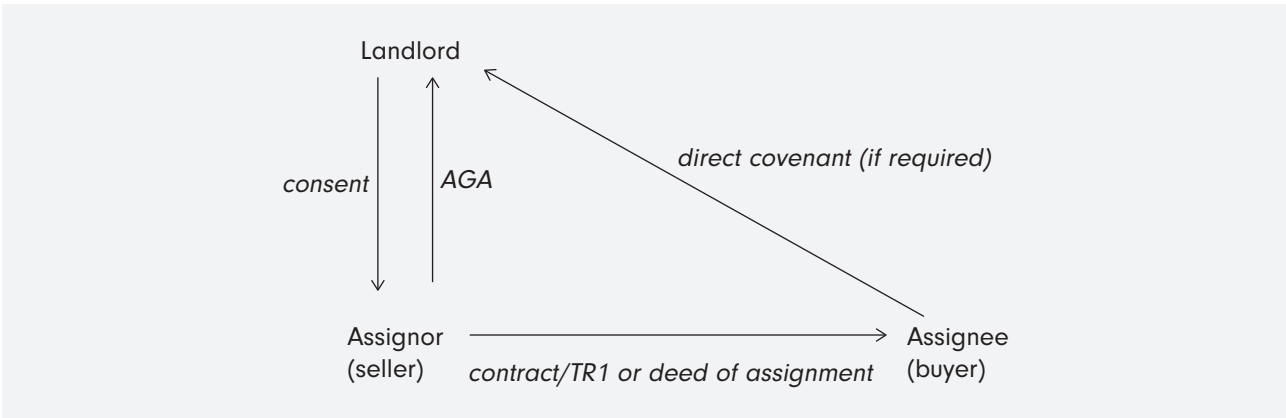 Landlord
direct covenant (if required)
consent
AGA
Assignor
(seller)
contract/TR1 or deed of assignment
Assignee
(buyer)